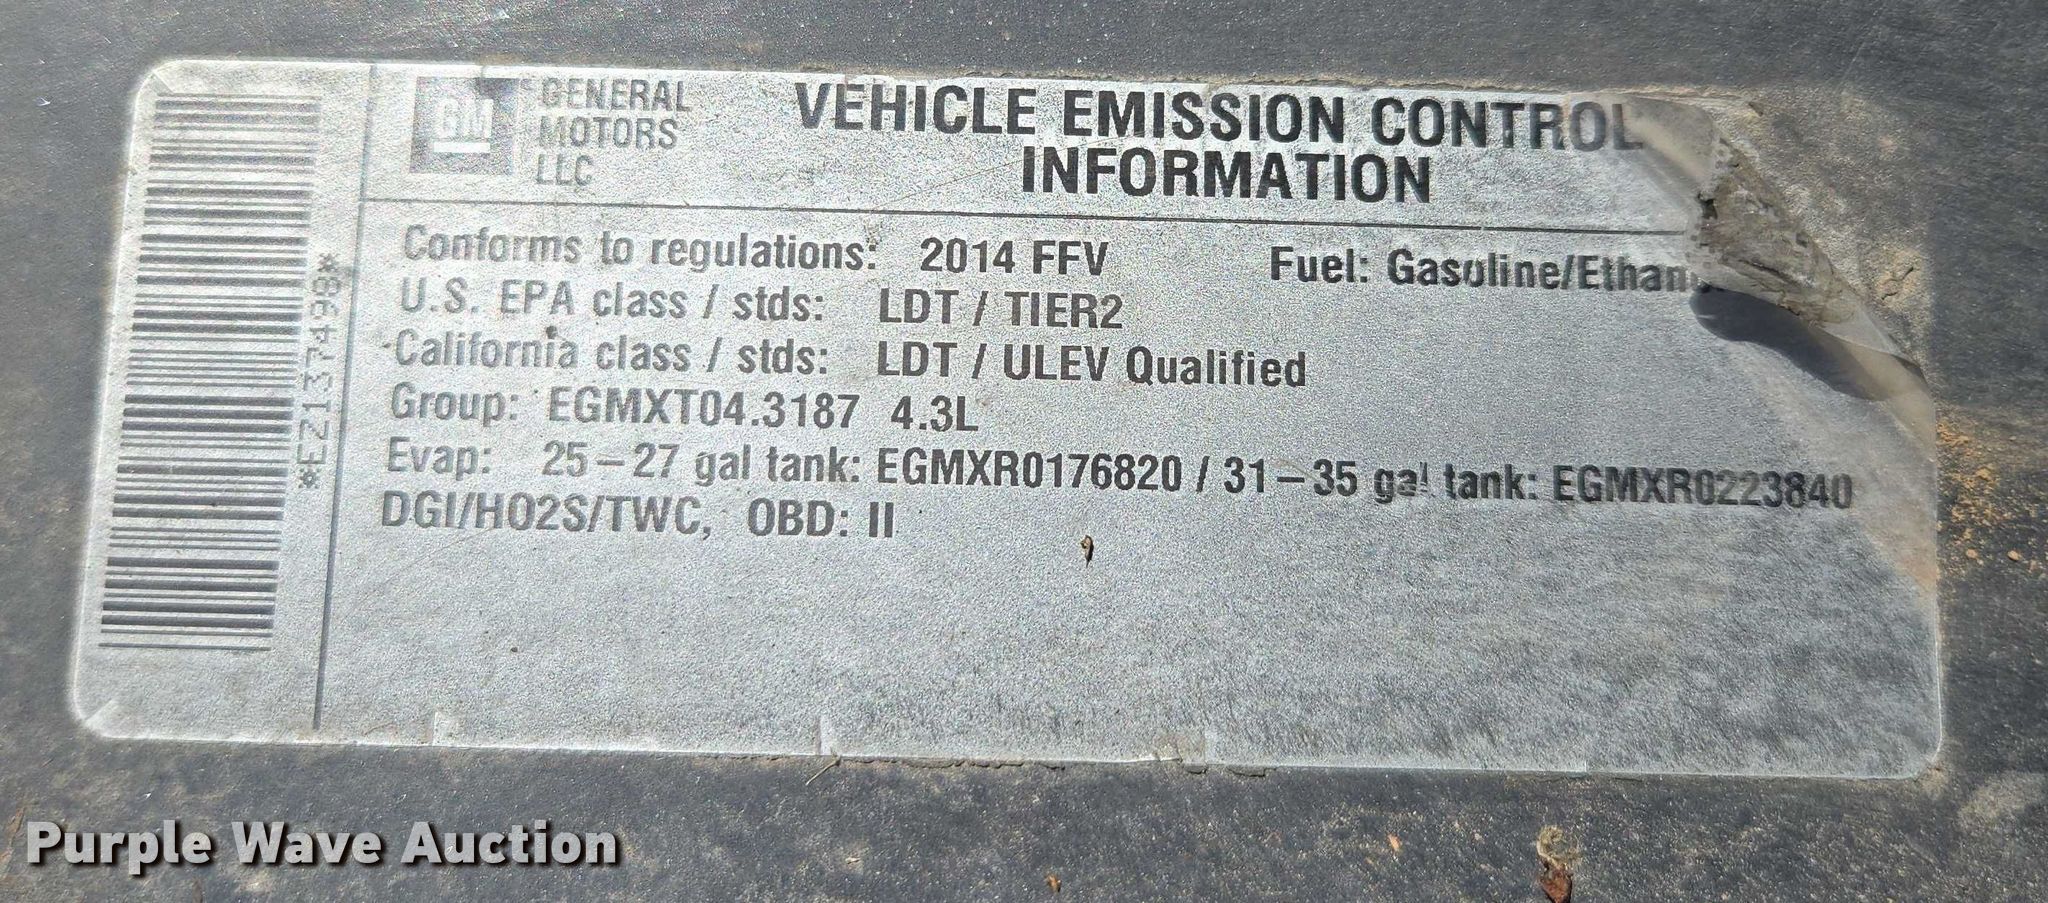 GM
GENERAL
MOTORS
LLC
VEHICLE EMISSION CONTROL
INFORMATION
Conforms to regulations: 2014 FFV Fuel: Gasoline/Ethan
U.S. EPA class / stds: LDT / TIER2
California class / stds: LDT / ULEV Qualified
Group: EGMXT04.3187 4.3L
Evap: 25–27 gal tank: EGMXR0176820 / 31–35 gal tank: EGMXR0223840
DGI/HO2S/TWC, OBD: II
*EZ137498*
Purple Wave Auction